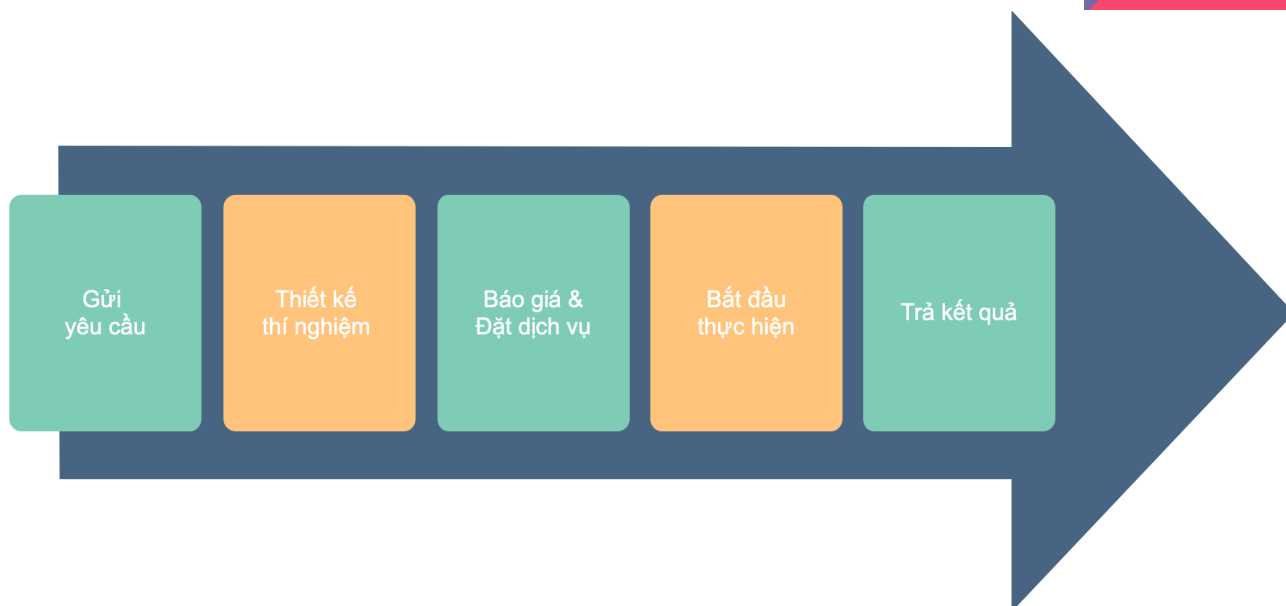 Gửi
yêu cầu
Thiết kế
thí nghiệm
Báo giá &
Đặt dịch vụ
Bắt đầu
thực hiện
Trả kết quả